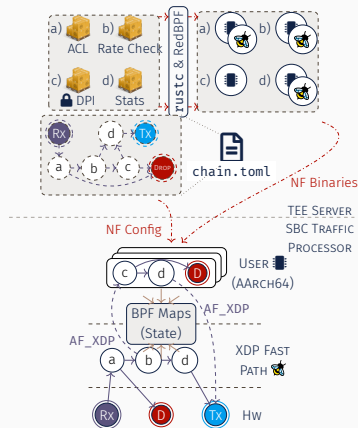 a) b) a) b)
ACL Rate Check
c) d) c) d)
DPI Stats
rustc & RedBPF
Rx d Tx
a b c Drop
chain.toml
NF Binaries
NF Config
TEE Server
SBC Traffic
Processor
c d D
User
(AArch64)
BPF Maps
(State)
AF_XDP
AF_XDP
a b d
XDP Fast
Path
Rx D Tx Hw